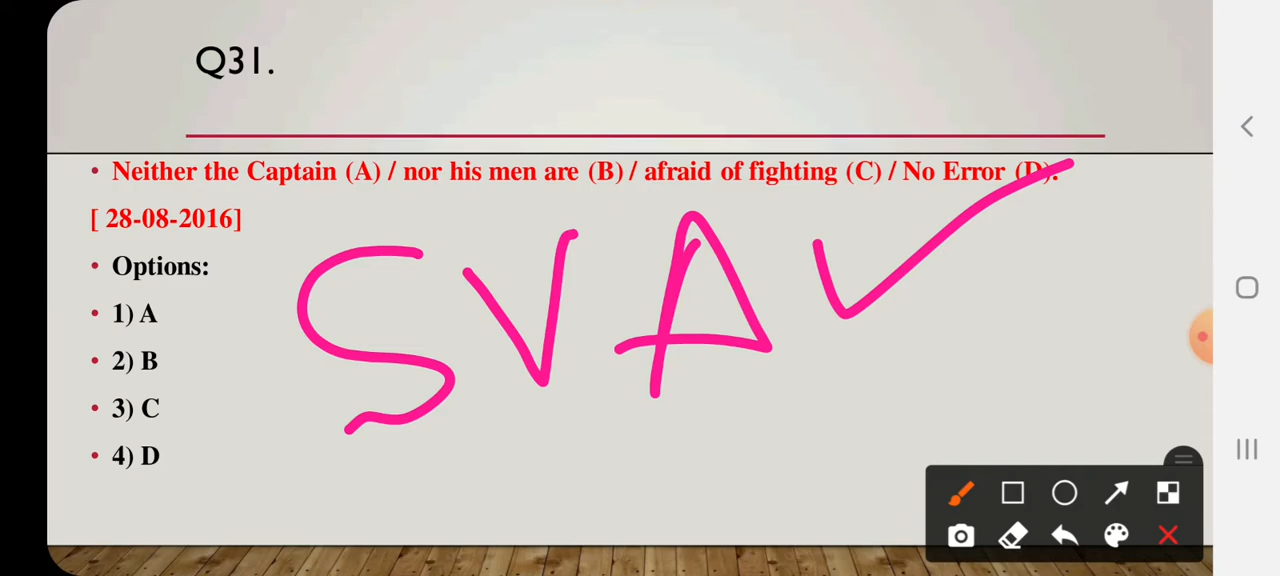 Q31.
• Neither the Captain (A) / nor his men are (B) / afraid of fighting (C) / No Error (D).
[ 28-08-2016]
• Options:
• 1) A
• 2) B
• 3) C
• 4) D
SVA